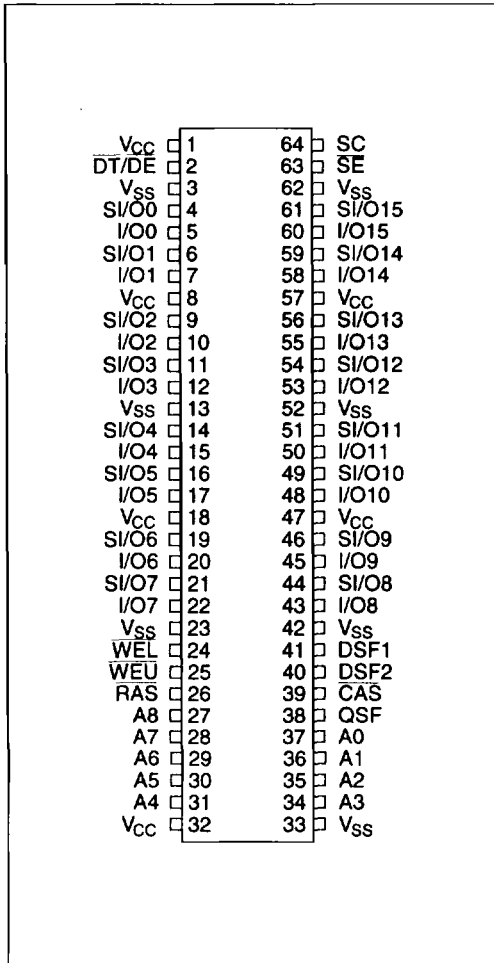 VCC 1 64 SC
DT/DE 2 63 SE
VSS 3 62 VSS
SI/O0 4 61 SI/O15
I/O0 5 60 I/O15
SI/O1 6 59 SI/O14
I/O1 7 58 I/O14
VCC 8 57 VCC
SI/O2 9 56 SI/O13
I/O2 10 55 I/O13
SI/O3 11 54 SI/O12
I/O3 12 53 I/O12
VSS 13 52 VSS
SI/O4 14 51 SI/O11
I/O4 15 50 I/O11
SI/O5 16 49 SI/O10
I/O5 17 48 I/O10
VCC 18 47 VCC
SI/O6 19 46 SI/O9
I/O6 20 45 I/O9
SI/O7 21 44 SI/O8
I/O7 22 43 I/O8
VSS 23 42 VSS
WEL 24 41 DSF1
WEU 25 40 DSF2
RAS 26 39 CAS
A8 27 38 QSF
A7 28 37 A0
A6 29 36 A1
A5 30 35 A2
A4 31 34 A3
VCC 32 33 VSS